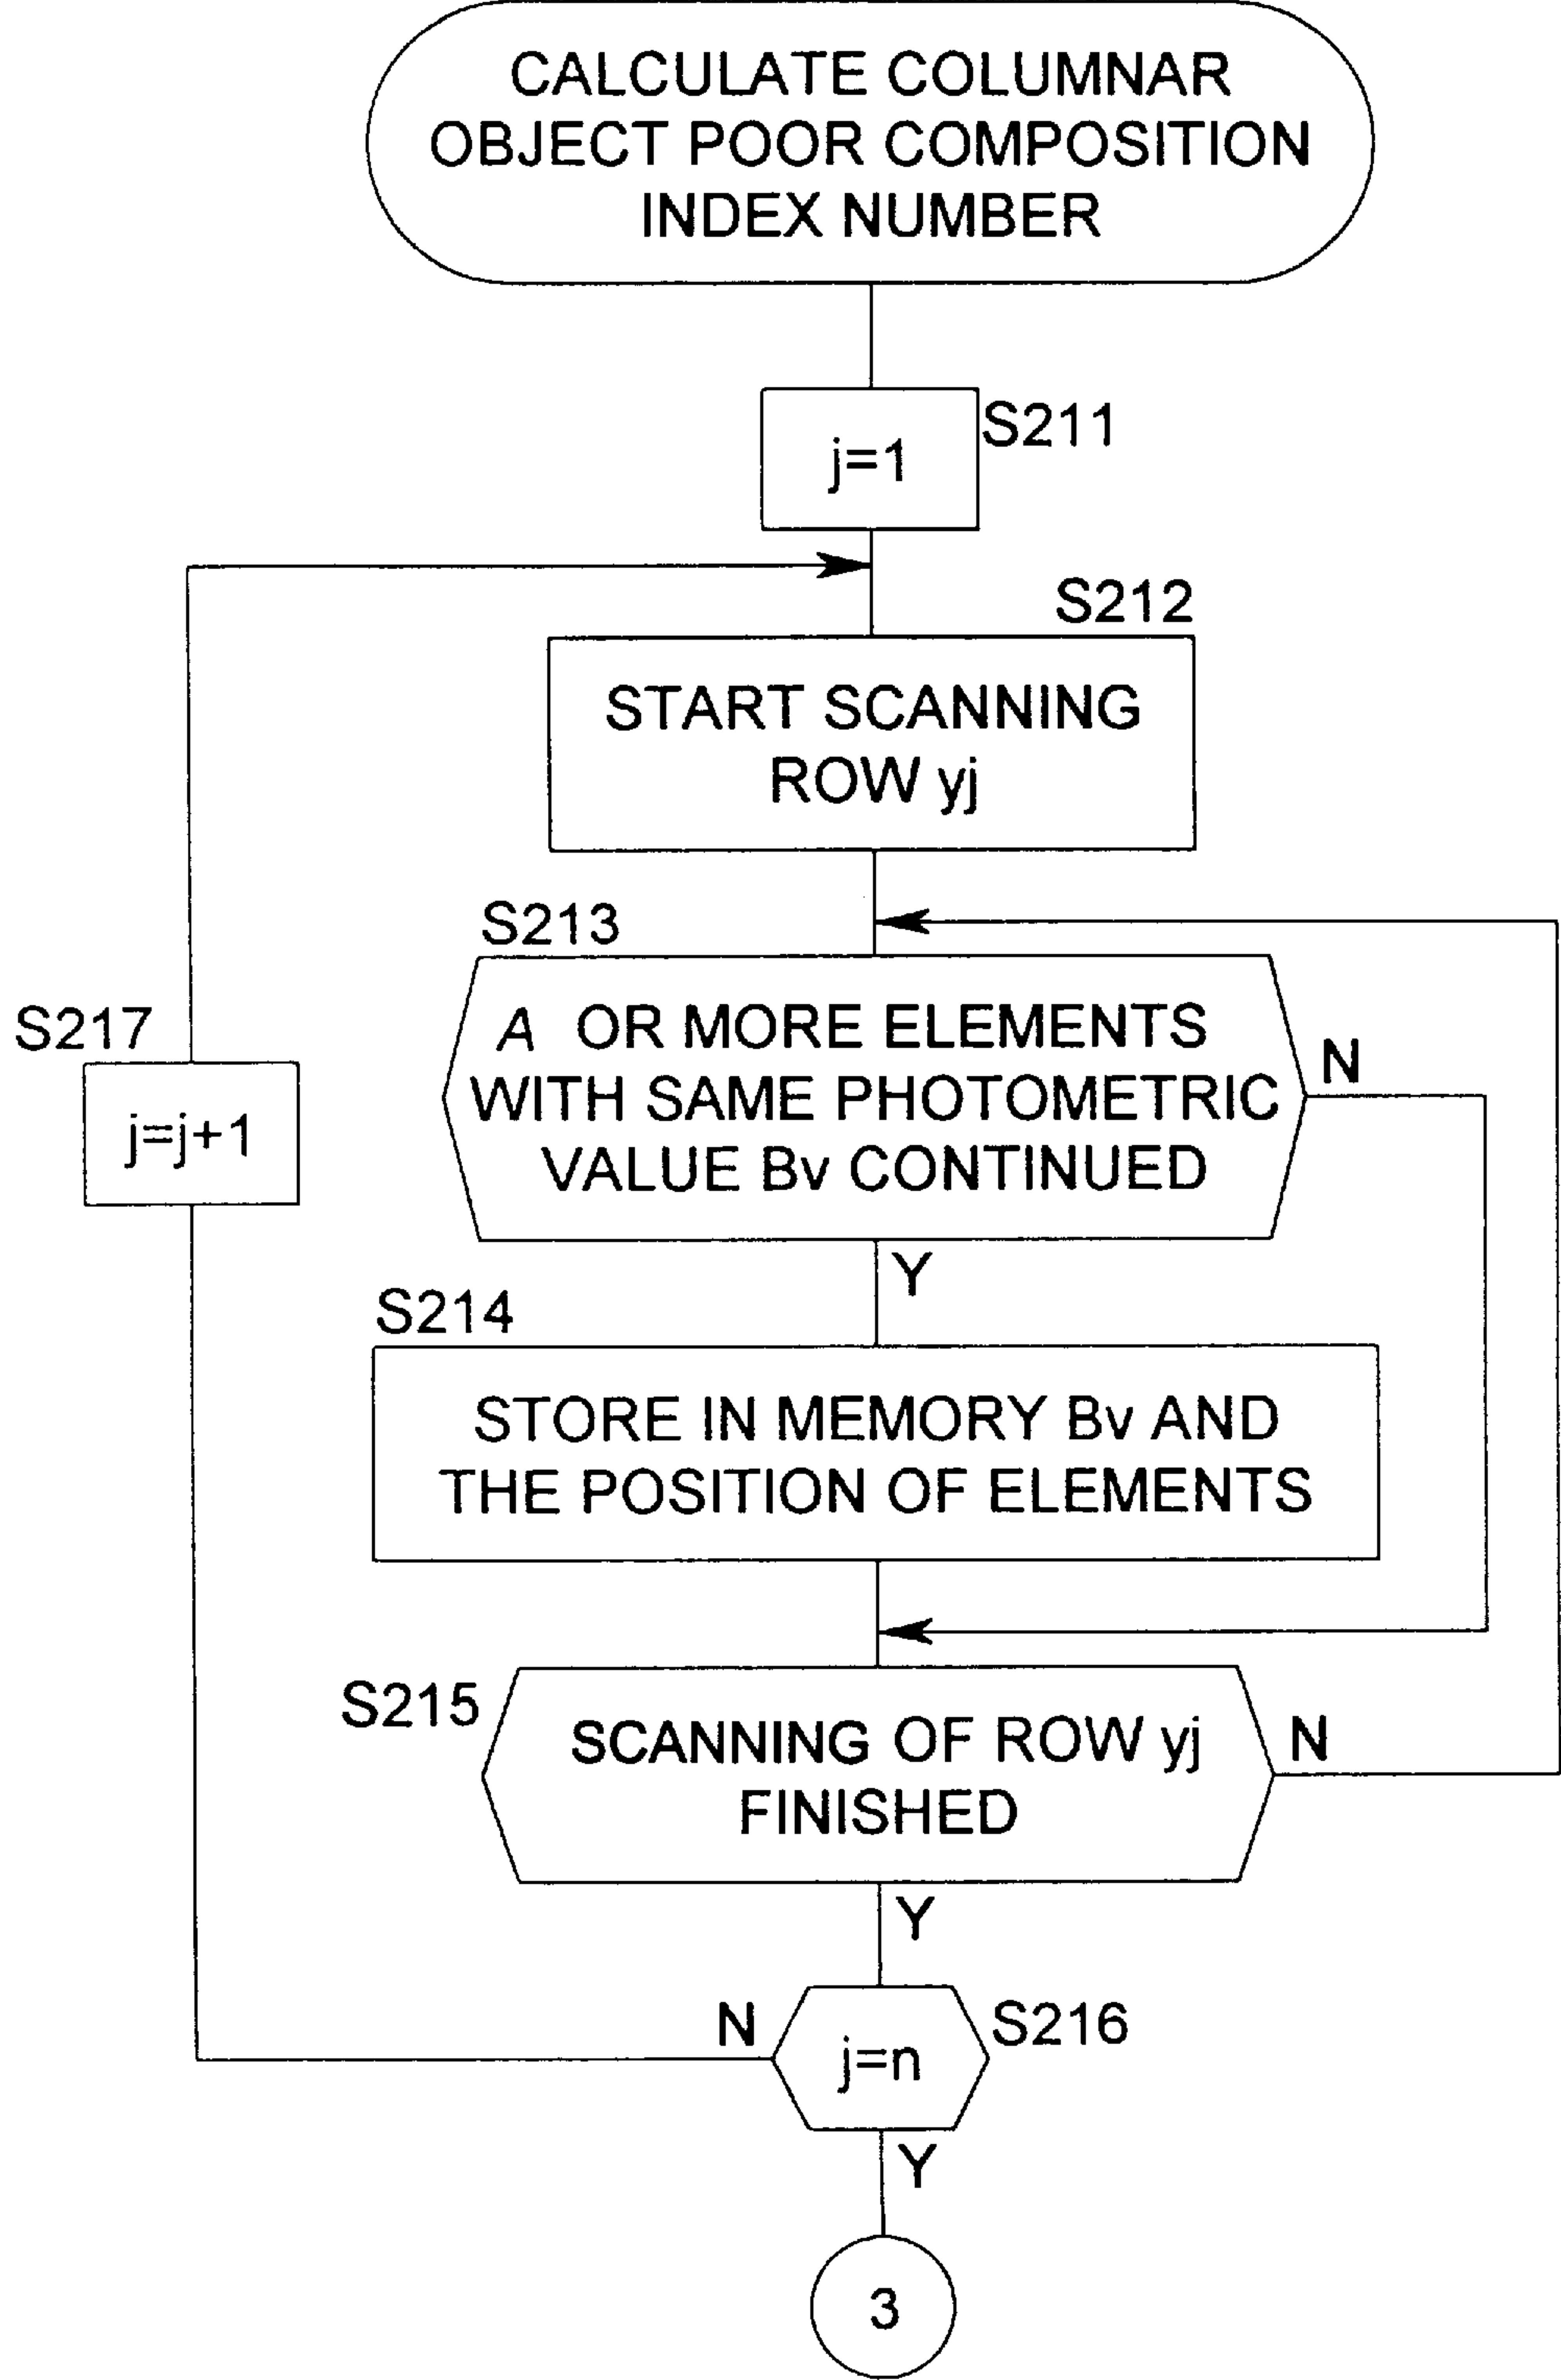 CALCULATE COLUMNAR
OBJECT POOR COMPOSITION
INDEX NUMBER
S211
j=1
S212
START SCANNING
ROW yj
S213
A OR MORE ELEMENTS
WITH SAME PHOTOMETRIC
VALUE Bv CONTINUED
N
Y
S217
j=j+1
S214
STORE IN MEMORY Bv AND
THE POSITION OF ELEMENTS
S215
SCANNING OF ROW yj
FINISHED
N
Y
S216
j=n
N
Y
3